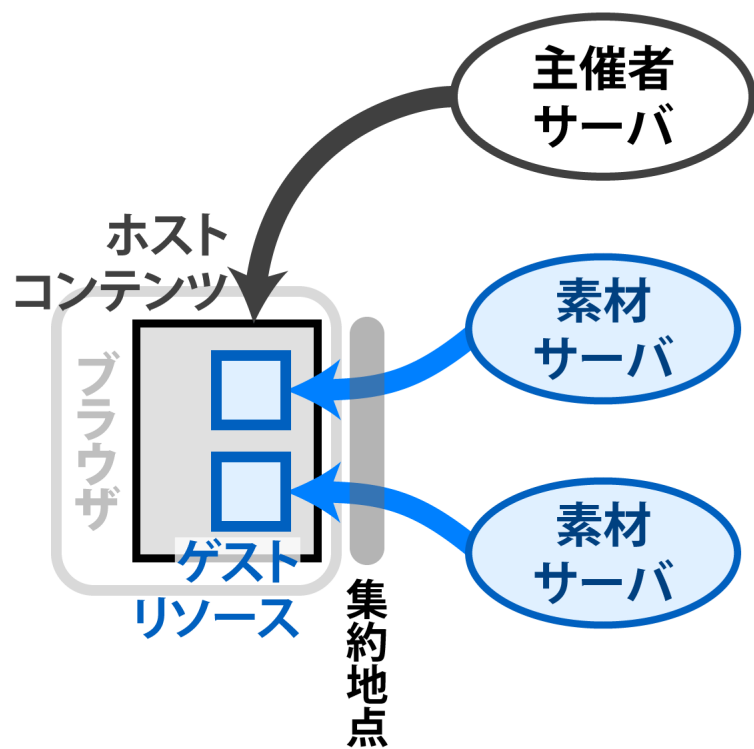 主催者
サーバ
ホスト
コンテンツ
素材
サーバ
ブラウザ
素材
サーバ
ゲスト
リソース
集約地点